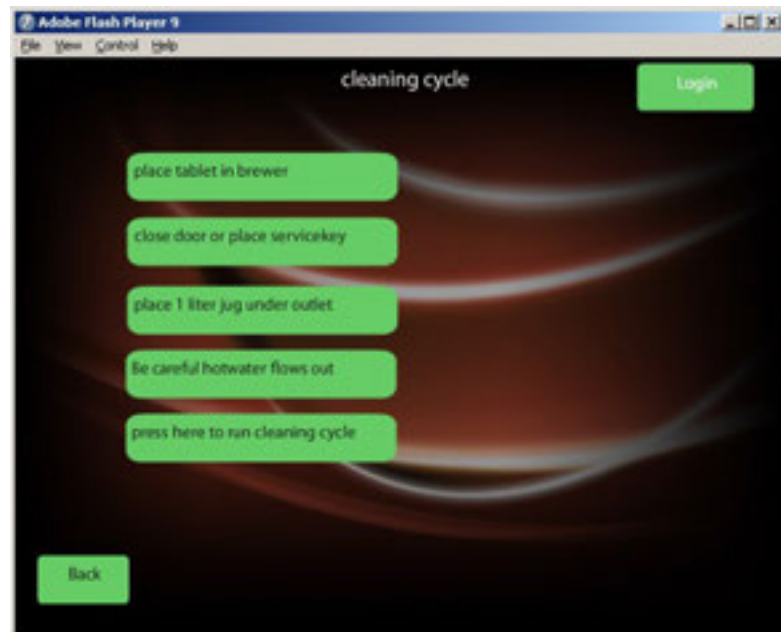 Adobe Flash Player 9
File View Control Help
cleaning cycle
Login
place tablet in brewer
close door or place servicekey
place 1 liter jug under outlet
Be careful hotwater flows out
press here to run cleaning cycle
Back